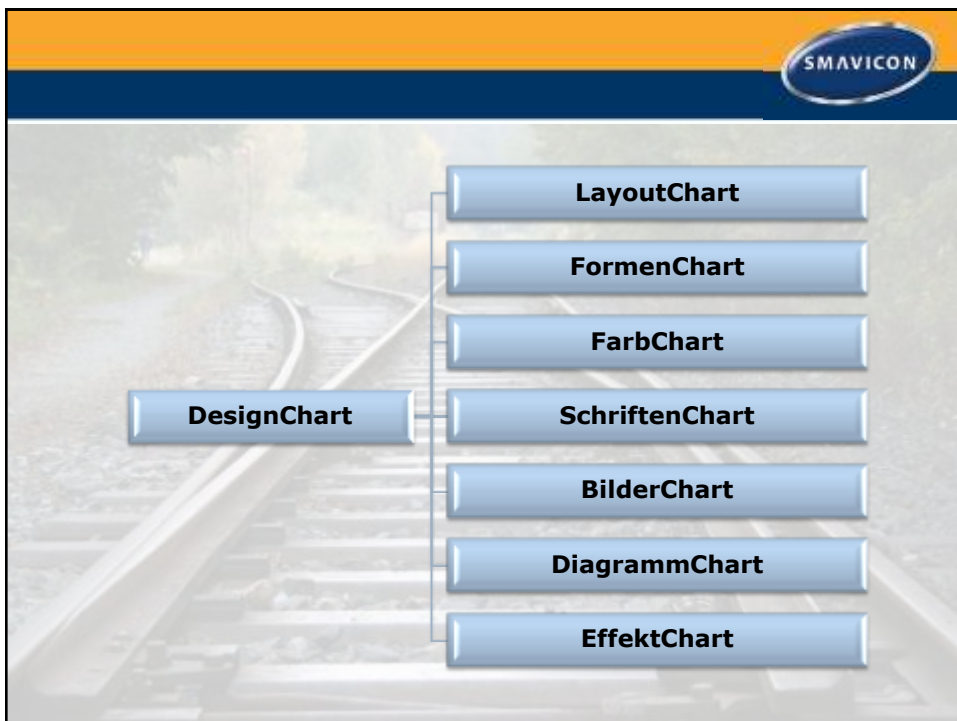 SMAVICON
LayoutChart
FormenChart
FarbChart
DesignChart
SchriftenChart
BilderChart
DiagrammChart
EffektChart